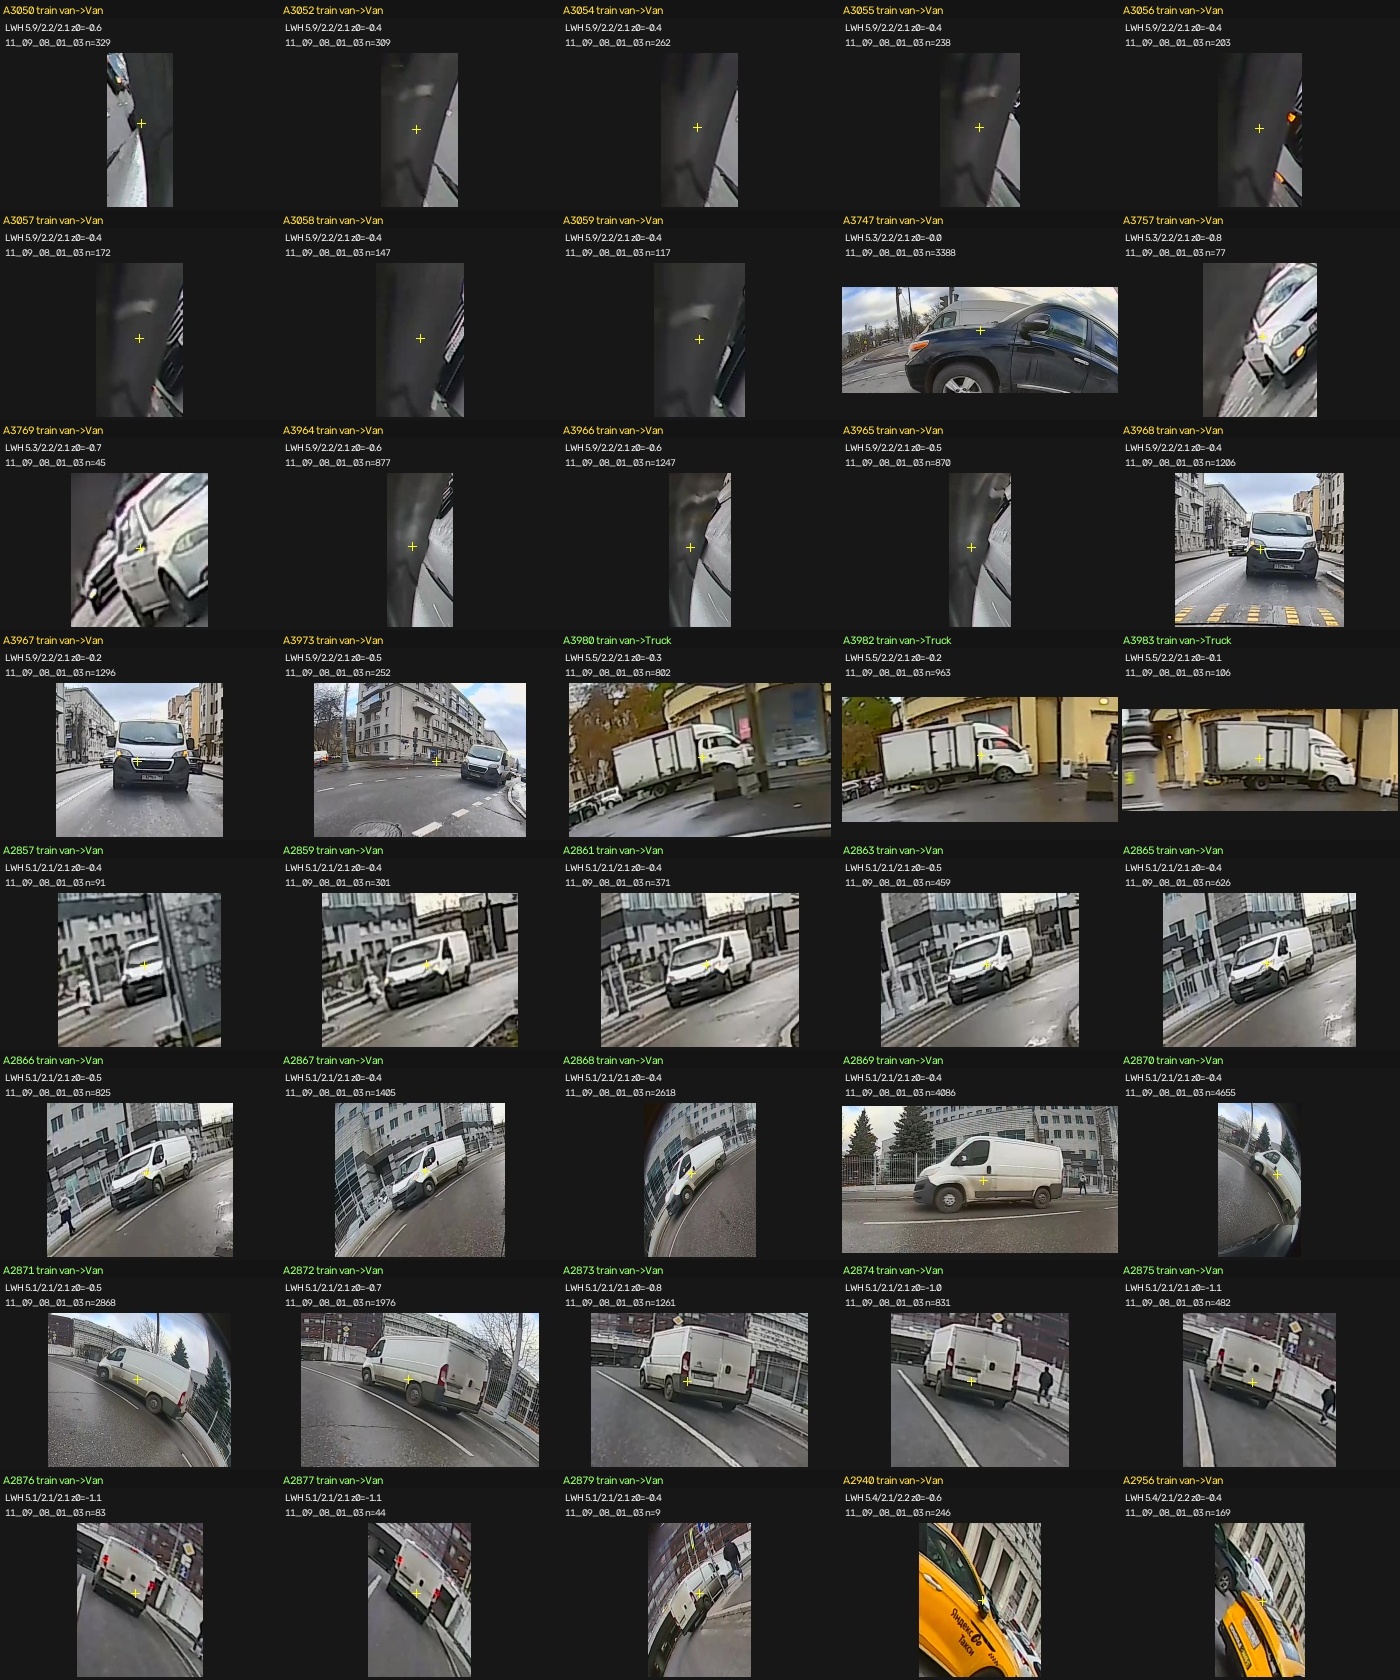 A3050 train van->Van
LWH 5.9/2.2/2.1 z0=-0.6
11_09_08_01_03 n=329
A3052 train van->Van
LWH 5.9/2.2/2.1 z0=-0.4
11_09_08_01_03 n=309
A3054 train van->Van
LWH 5.9/2.2/2.1 z0=-0.4
11_09_08_01_03 n=262
A3055 train van->Van
LWH 5.9/2.2/2.1 z0=-0.4
11_09_08_01_03 n=238
A3056 train van->Van
LWH 5.9/2.2/2.1 z0=-0.4
11_09_08_01_03 n=203
A3057 train van->Van
LWH 5.9/2.2/2.1 z0=-0.4
11_09_08_01_03 n=172
A3058 train van->Van
LWH 5.9/2.2/2.1 z0=-0.4
11_09_08_01_03 n=147
A3059 train van->Van
LWH 5.9/2.2/2.1 z0=-0.4
11_09_08_01_03 n=117
A3747 train van->Van
LWH 5.3/2.2/2.1 z0=-0.0
11_09_08_01_03 n=3388
A3757 train van->Van
LWH 5.3/2.2/2.1 z0=-0.8
11_09_08_01_03 n=77
A3769 train van->Van
LWH 5.3/2.2/2.1 z0=-0.7
11_09_08_01_03 n=45
A3964 train van->Van
LWH 5.9/2.2/2.1 z0=-0.6
11_09_08_01_03 n=877
A3966 train van->Van
LWH 5.9/2.2/2.1 z0=-0.6
11_09_08_01_03 n=1247
A3965 train van->Van
LWH 5.9/2.2/2.1 z0=-0.5
11_09_08_01_03 n=870
A3968 train van->Van
LWH 5.9/2.2/2.1 z0=-0.4
11_09_08_01_03 n=1206
A3967 train van->Van
LWH 5.9/2.2/2.1 z0=-0.2
11_09_08_01_03 n=1296
A3973 train van->Van
LWH 5.9/2.2/2.1 z0=-0.5
11_09_08_01_03 n=252
A3980 train van->Truck
LWH 5.5/2.2/2.2 z0=-0.3
11_09_08_01_03 n=802
A3982 train van->Truck
LWH 5.5/2.2/2.2 z0=-0.2
11_09_08_01_03 n=963
A3983 train van->Truck
LWH 5.5/2.2/2.2 z0=-0.1
11_09_08_01_03 n=106
A2857 train van->Van
LWH 5.1/2.1/2.1 z0=-0.4
11_09_08_01_03 n=91
A2859 train van->Van
LWH 5.1/2.1/2.1 z0=-0.4
11_09_08_01_03 n=301
A2861 train van->Van
LWH 5.1/2.1/2.1 z0=-0.4
11_09_08_01_03 n=371
A2863 train van->Van
LWH 5.1/2.1/2.1 z0=-0.5
11_09_08_01_03 n=459
A2865 train van->Van
LWH 5.1/2.1/2.1 z0=-0.4
11_09_08_01_03 n=626
A2866 train van->Van
LWH 5.1/2.1/2.1 z0=-0.5
11_09_08_01_03 n=825
A2867 train van->Van
LWH 5.1/2.1/2.1 z0=-0.4
11_09_08_01_03 n=1405
A2868 train van->Van
LWH 5.1/2.1/2.1 z0=-0.4
11_09_08_01_03 n=2618
A2869 train van->Van
LWH 5.1/2.1/2.1 z0=-0.4
11_09_08_01_03 n=4086
A2870 train van->Van
LWH 5.1/2.1/2.1 z0=-0.4
11_09_08_01_03 n=4655
A2871 train van->Van
LWH 5.1/2.1/2.1 z0=-0.5
11_09_08_01_03 n=2868
A2872 train van->Van
LWH 5.1/2.1/2.1 z0=-0.7
11_09_08_01_03 n=1976
A2873 train van->Van
LWH 5.1/2.1/2.1 z0=-0.8
11_09_08_01_03 n=1261
A2874 train van->Van
LWH 5.1/2.1/2.1 z0=-1.0
11_09_08_01_03 n=831
A2875 train van->Van
LWH 5.1/2.1/2.1 z0=-1.1
11_09_08_01_03 n=482
A2876 train van->Van
LWH 5.1/2.1/2.1 z0=-1.1
11_09_08_01_03 n=83
A2877 train van->Van
LWH 5.1/2.1/2.1 z0=-1.1
11_09_08_01_03 n=44
A2879 train van->Van
LWH 5.1/2.1/2.1 z0=-0.4
11_09_08_01_03 n=9
A2940 train van->Van
LWH 5.4/2.1/2.2 z0=-0.6
11_09_08_01_03 n=246
Яндекс Go
Такси
A2956 train van->Van
LWH 5.4/2.1/2.2 z0=-0.4
11_09_08_01_03 n=169